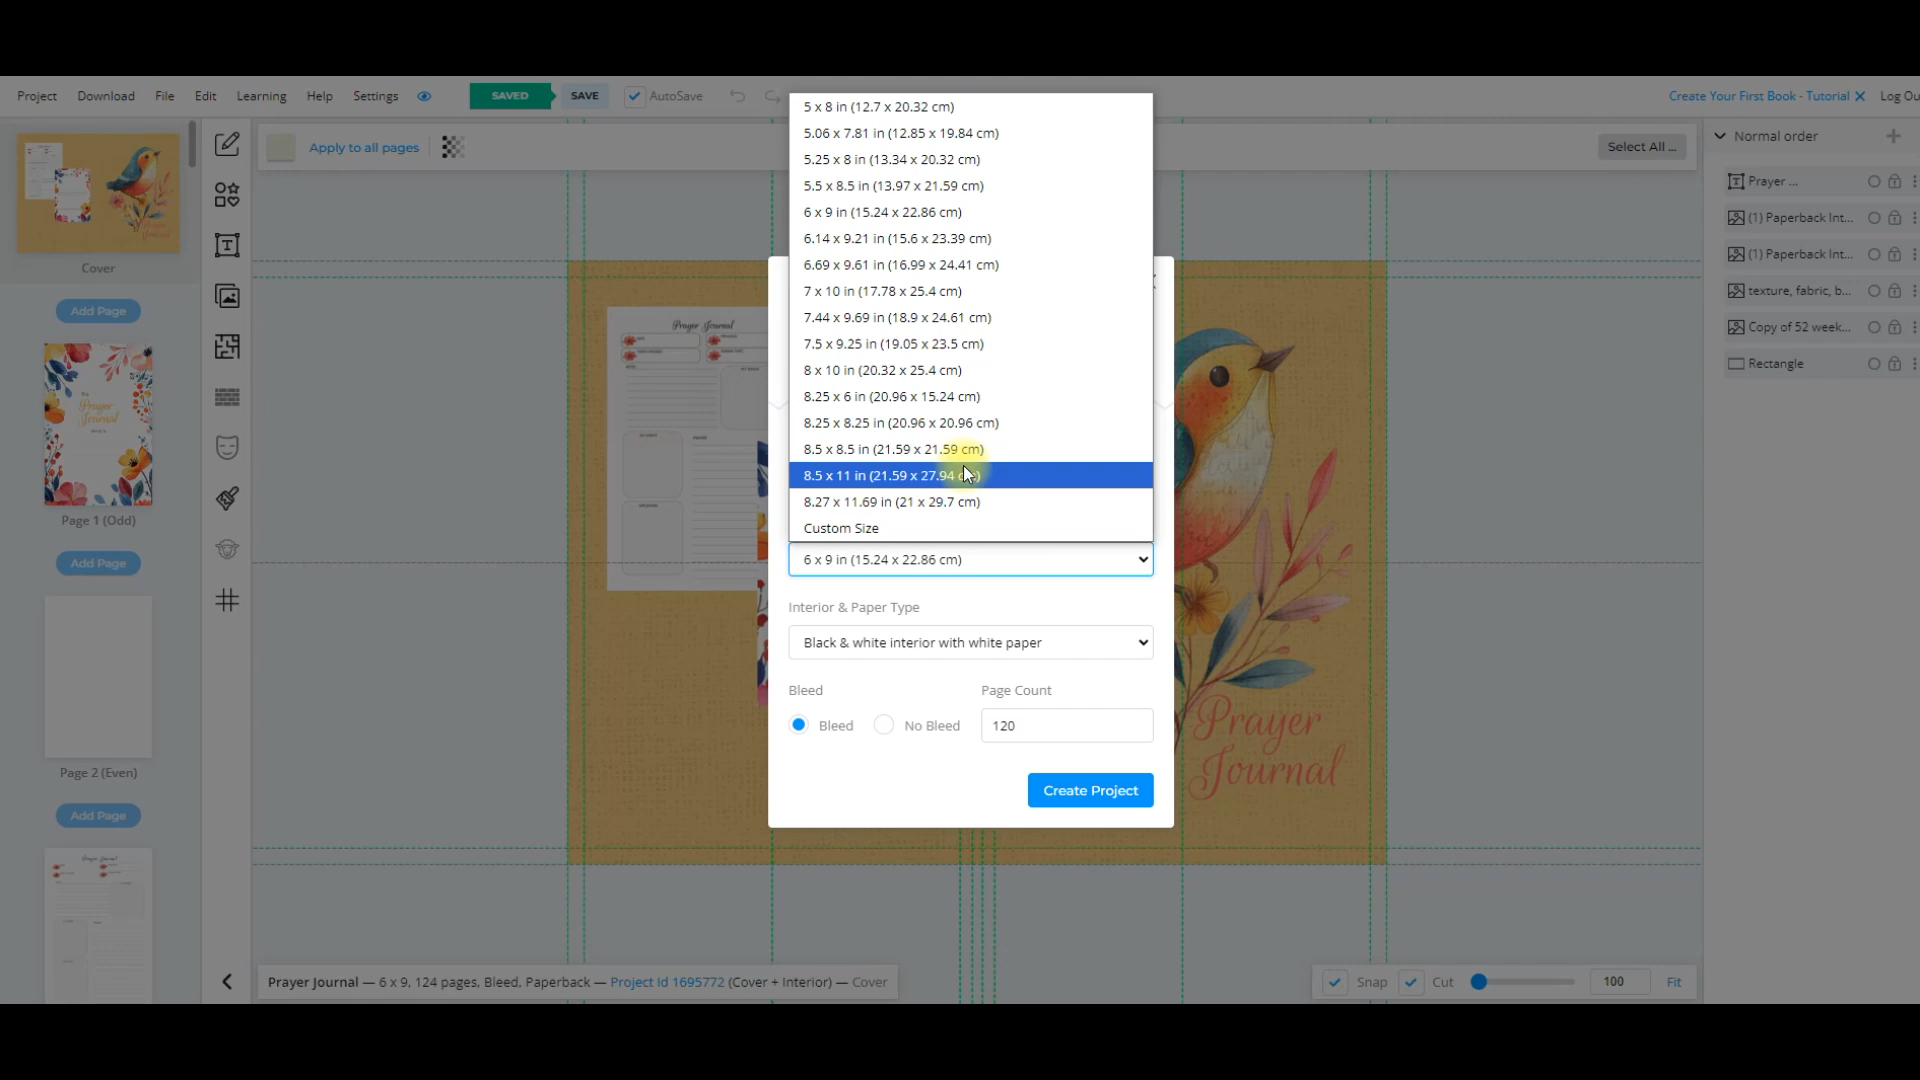 Project Download File Edit Learning Help Settings SAVED SAVE AutoSave Create Your First Book - Tutorial Log Ou
Apply to all pages
Select All ...
Cover
Add Page
Prayer Journal
Page 1 (Odd)
Add Page
Page 2 (Even)
Add Page
Prayer Journal
Prayer Journal
5 x 8 in (12.7 x 20.32 cm)
5.06 x 7.81 in (12.85 x 19.84 cm)
5.25 x 8 in (13.34 x 20.32 cm)
5.5 x 8.5 in (13.97 x 21.59 cm)
6 x 9 in (15.24 x 22.86 cm)
6.14 x 9.21 in (15.6 x 23.39 cm)
6.69 x 9.61 in (16.99 x 24.41 cm)
7 x 10 in (17.78 x 25.4 cm)
7.44 x 9.69 in (18.9 x 24.61 cm)
7.5 x 9.25 in (19.05 x 23.5 cm)
8 x 10 in (20.32 x 25.4 cm)
8.25 x 6 in (20.96 x 15.24 cm)
8.25 x 8.25 in (20.96 x 20.96 cm)
8.5 x 8.5 in (21.59 x 21.59 cm)
8.5 x 11 in (21.59 x 27.94 cm)
8.27 x 11.69 in (21 x 29.7 cm)
Custom Size
6 x 9 in (15.24 x 22.86 cm)
Interior & Paper Type
Black & white interior with white paper
Bleed Page Count
Bleed No Bleed 120
Create Project
Prayer
Journal
Normal order
Prayer ...
(1) Paperback Int...
(1) Paperback Int...
texture, fabric, b...
Copy of 52 week...
Rectangle
Prayer Journal — 6 x 9, 124 pages, Bleed, Paperback — Project Id 1695772 (Cover + Interior) — Cover
Snap Cut 100 Fit